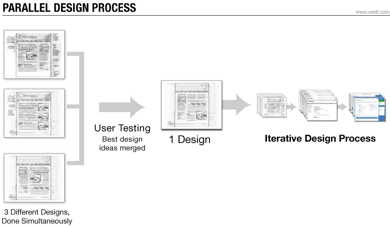 PARALLEL DESIGN PROCESS
www.useit.com
User Testing
Best design
ideas merged
1 Design
Iterative Design Process
3 Different Designs,
Done Simultaneously